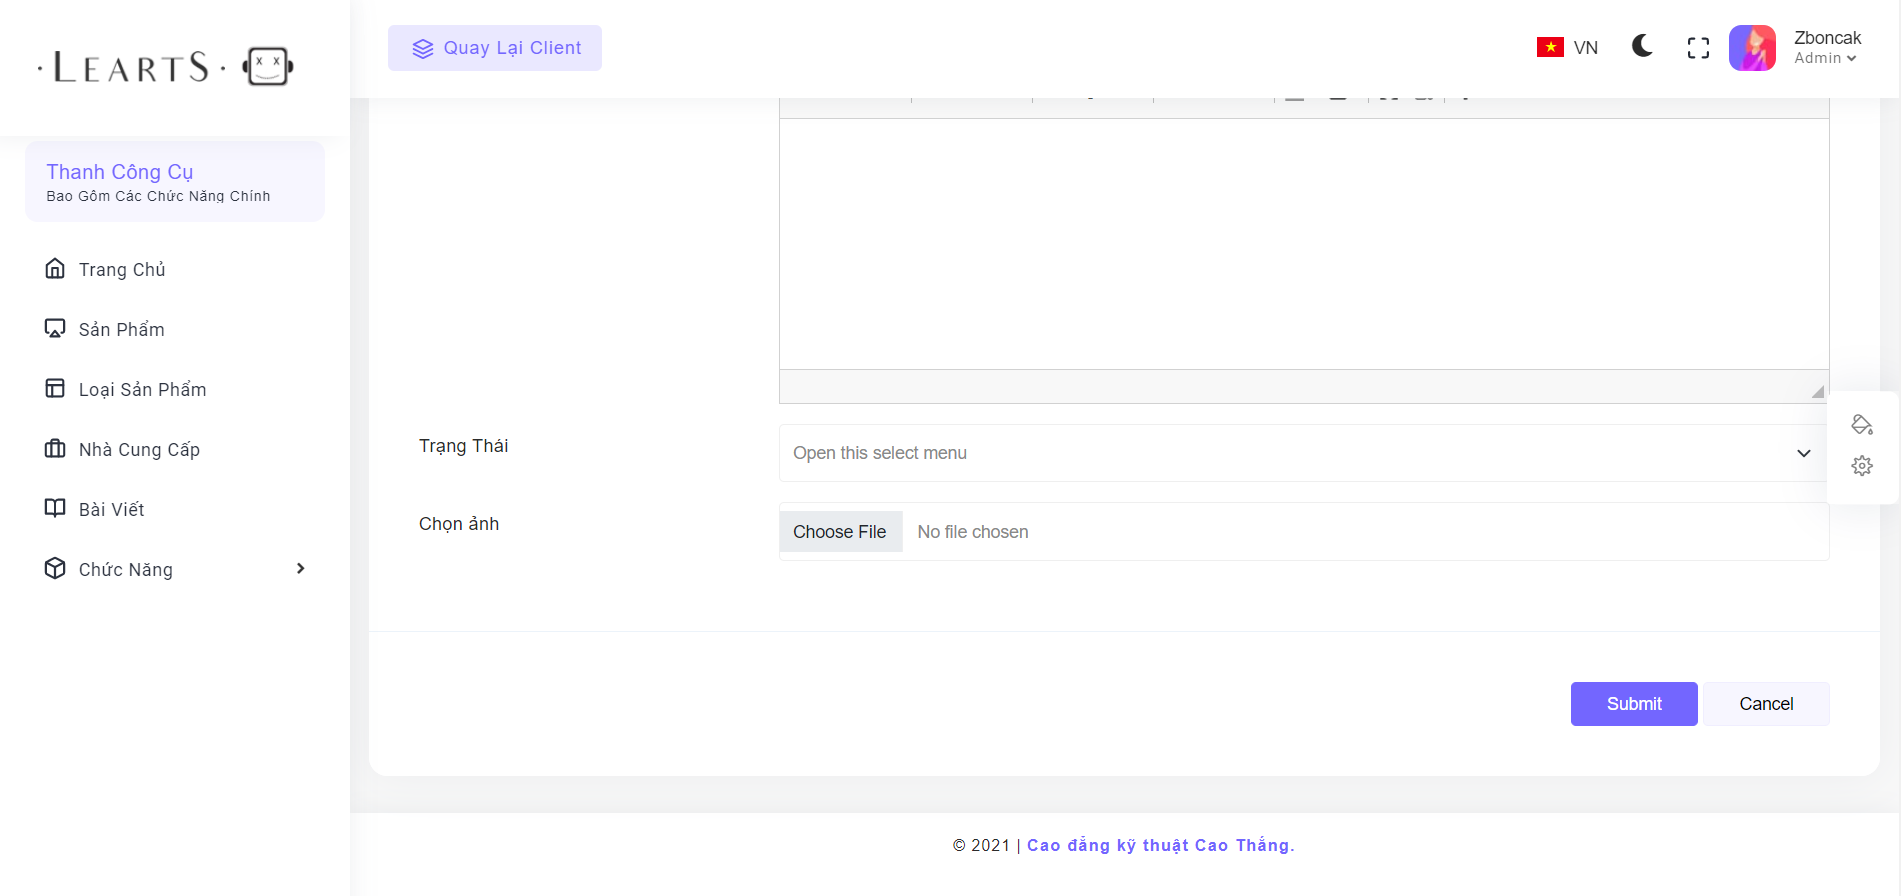 · LEARTS ·
Quay Lại Client
VN
Zboncak
Admin
Thanh Công Cụ
Bao Gôm Các Chức Năng Chính
Trang Chủ
Sản Phẩm
Loại Sản Phẩm
Nhà Cung Cấp
Bài Viết
Chức Năng
Trạng Thái
Open this select menu
Chọn ảnh
Choose File
No file chosen
Submit
Cancel
© 2021 | Cao đẳng kỹ thuật Cao Thắng.